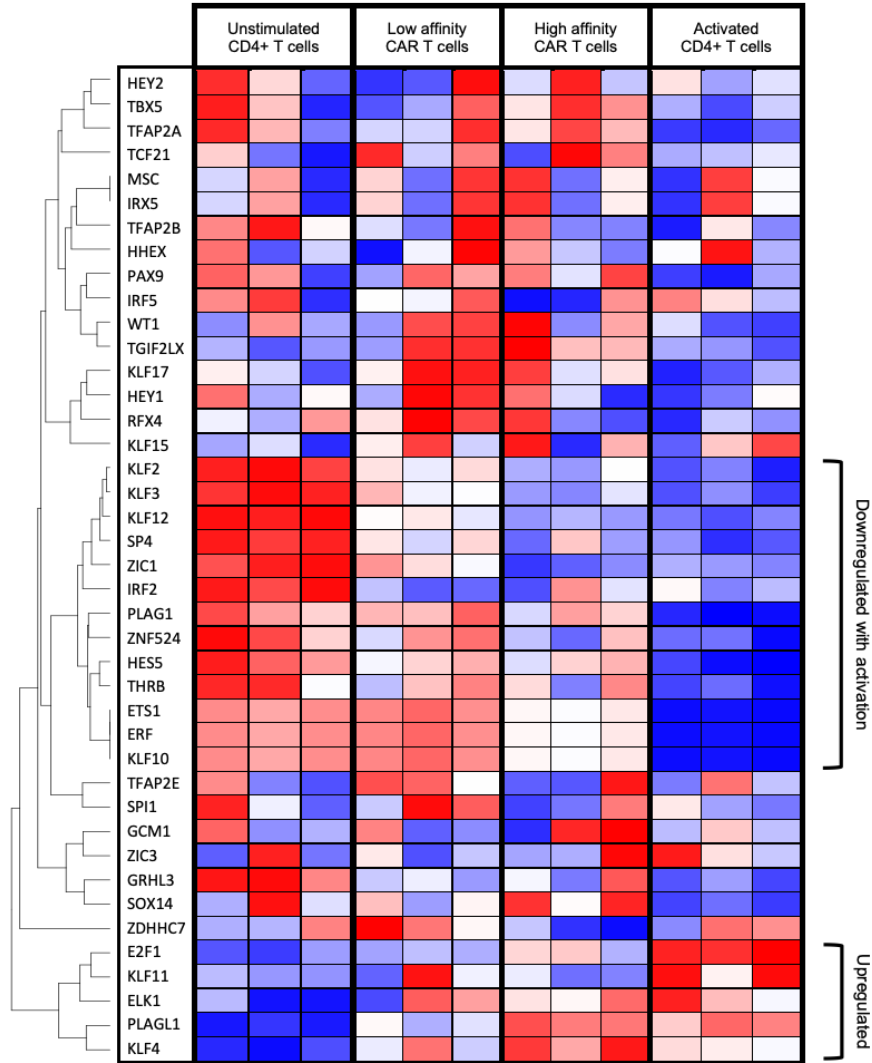 Unstimulated
CD4+ T cells
Low affinity
CAR T cells
High affinity
CAR T cells
Activated
CD4+ T cells
HEY2
TBX5
TFAP2A
TCF21
MSC
IRX5
TFAP2B
HHEX
PAX9
IRF5
WT1
TGIF2LX
KLF17
HEY1
RFX4
KLF15
KLF2
KLF3
KLF12
SP4
ZIC1
IRF2
PLAG1
ZNF524
HES5
THRB
ETS1
ERF
KLF10
TFAP2E
SPI1
GCM1
ZIC3
GRHL3
SOX14
ZDHHC7
E2F1
KLF11
ELK1
PLAGL1
KLF4
Downregulated with activation
Upregulated